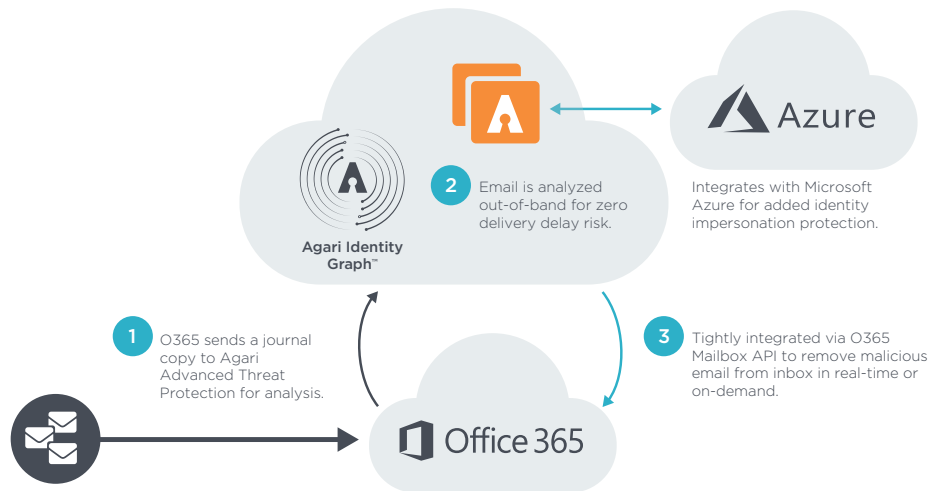 Azure
Integrates with Microsoft
Azure for added identity
impersonation protection.
Agari Identity
Graph™
2
Email is analyzed
out-of-band for zero
delivery delay risk.
1
O365 sends a journal
copy to Agari
Advanced Threat
Protection for analysis.
3
Tightly integrated via O365
Mailbox API to remove malicious
email from inbox in real-time or
on-demand.
Office 365